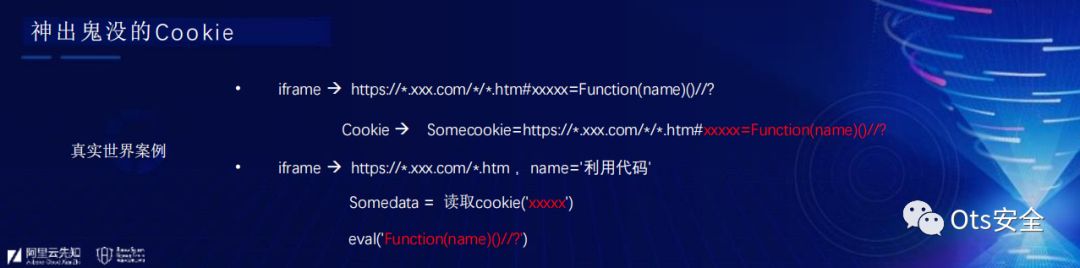 神出鬼没的Cookie
• iframe → https://*.xxx.com/*/*.htm#xxxxx=Function(name)()//?
Cookie → Somecookie=https://*.xxx.com/*/*.htm#xxxxx=Function(name)()//?
真实世界案例
• iframe → https://*.xxx.com/*.htm , name='利用代码'
Somedata = 读取cookie('xxxxx')
eval('Function(name)()//?')
Ots安全
阿里云先知